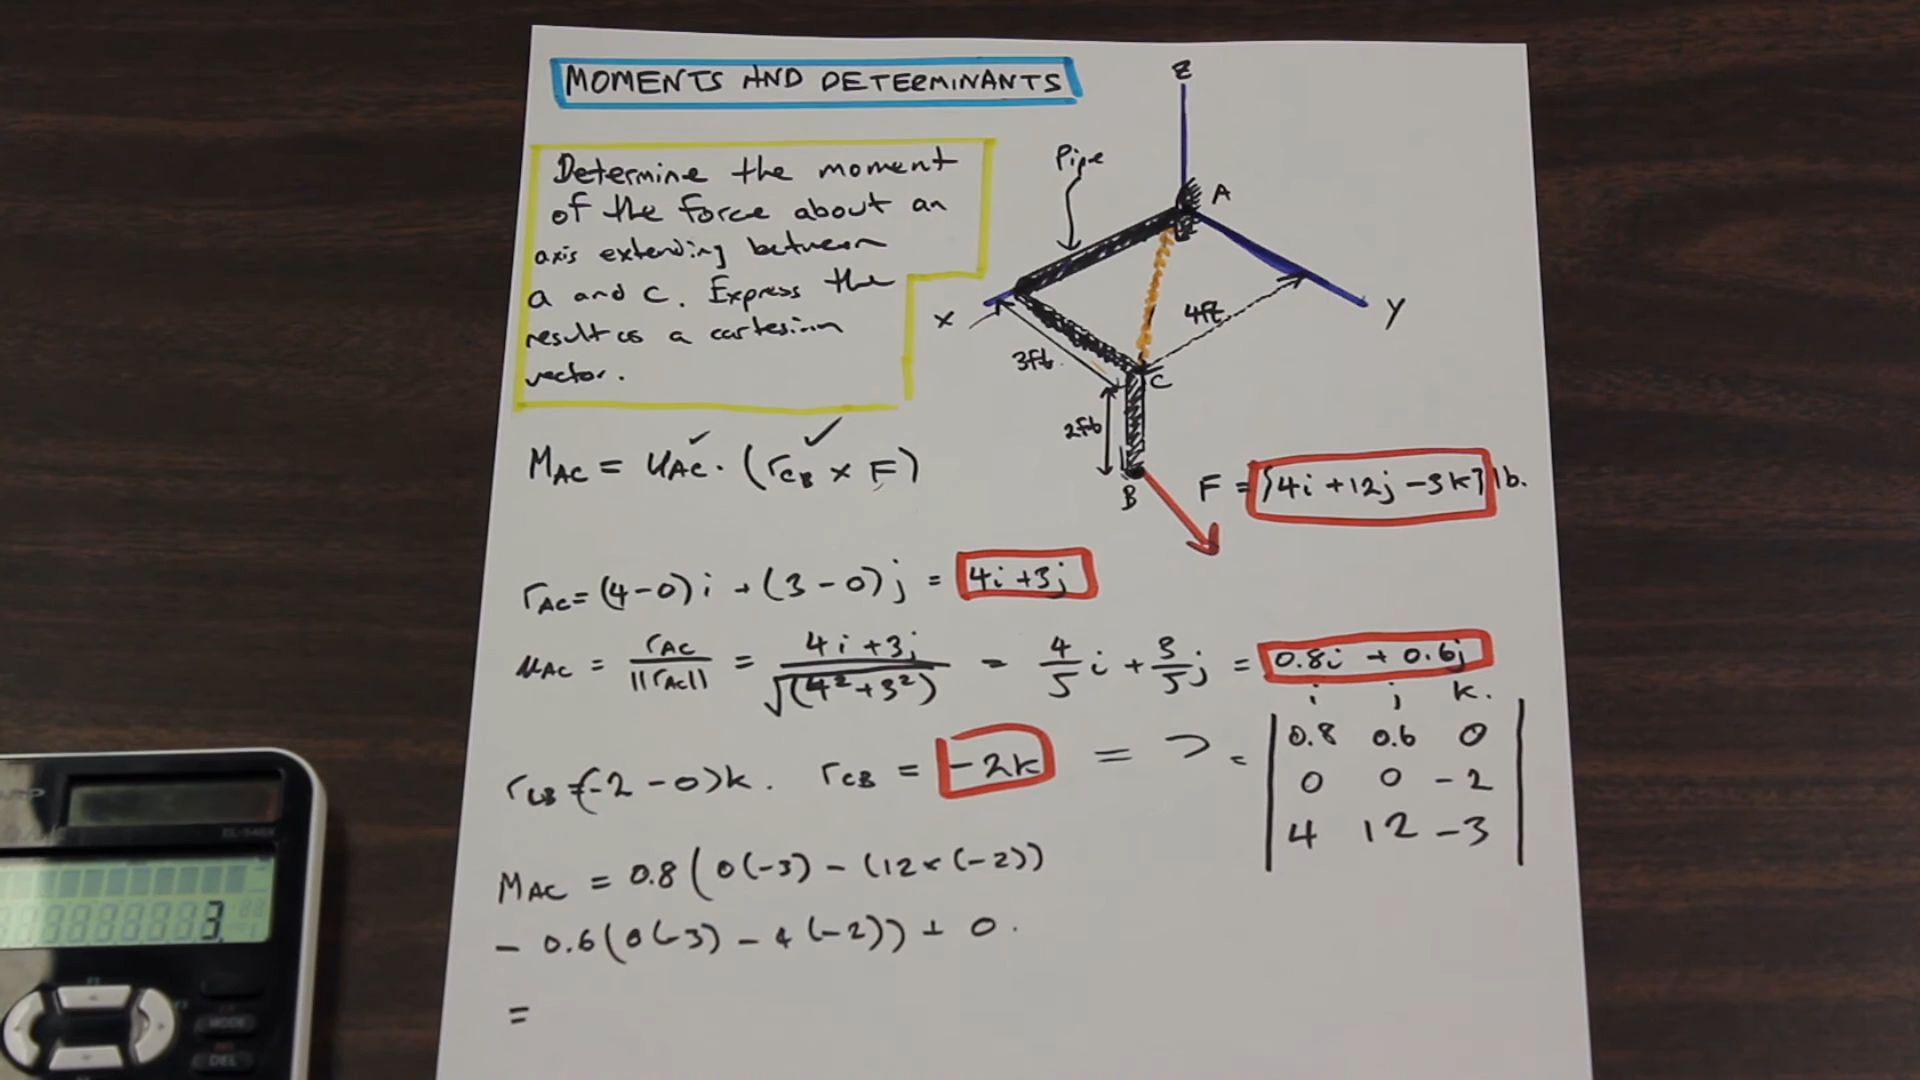 MOMENTS AND DETERMINANTS
Determine the moment
of the force about an
axis extending between
a and C. Express the
result as a cartesian
vector.
Z
Pipe
A
X
Y
4ft
3ft.
C
2ft
B
F = {4i +12j -3k} lb.
MAC = UAC. (rCB x F)
rAC= (4-0)i + (3-0)j = 4i+3j
uAC = rAC/||rAC|| = 4i+3j/√(4²+3²) = 4/5 i + 3/5 j = 0.8i + 0.6j
i j k.
rCB =(-2-0)k. rCB = -2k = > =
0.8 0.6 0
0 0 -2
4 12 -3
MAC = 0.8(0(-3) - (12x(-2))
- 0.6(0(-3) - 4(-2)) + 0.
=
3.
MODE
DEL